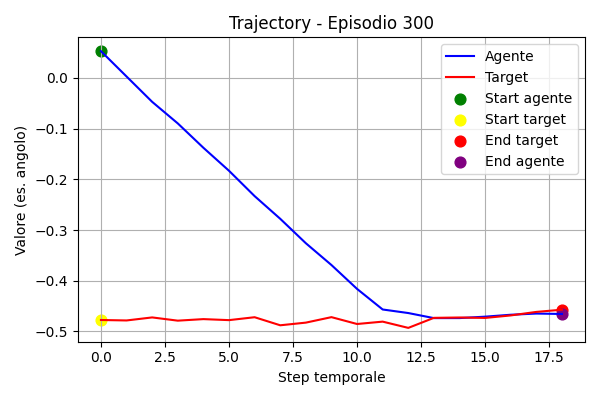 Trajectory - Episodio 300
Valore (es. angolo)
0.0
−0.1
−0.2
−0.3
−0.4
−0.5
Agente
Target
Start agente
Start target
End target
End agente
0.0 2.5 5.0 7.5 10.0 12.5 15.0 17.5
Step temporale